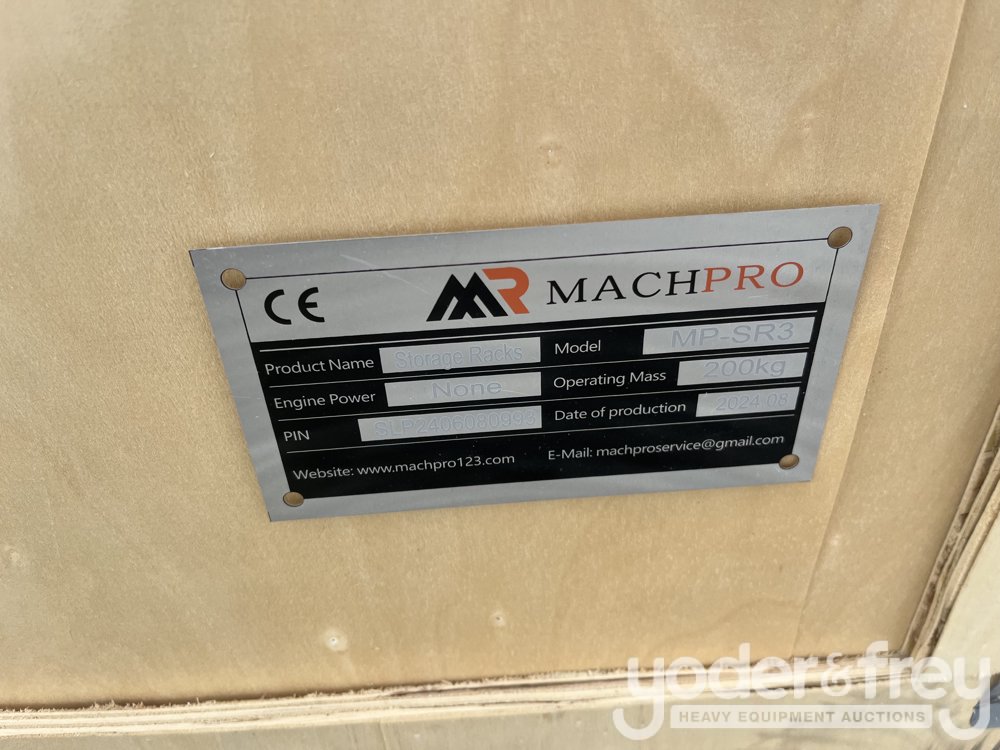 CE MR MACHPRO
Product Name Storage Racks Model MP-SR3
Engine Power None Operating Mass 200kg
PIN SLP2406080993 Date of production 2024-08
Website: www.machpro123.com E-Mail: machproservice@gmail.com
yoder&frey
HEAVY EQUIPMENT AUCTIONS